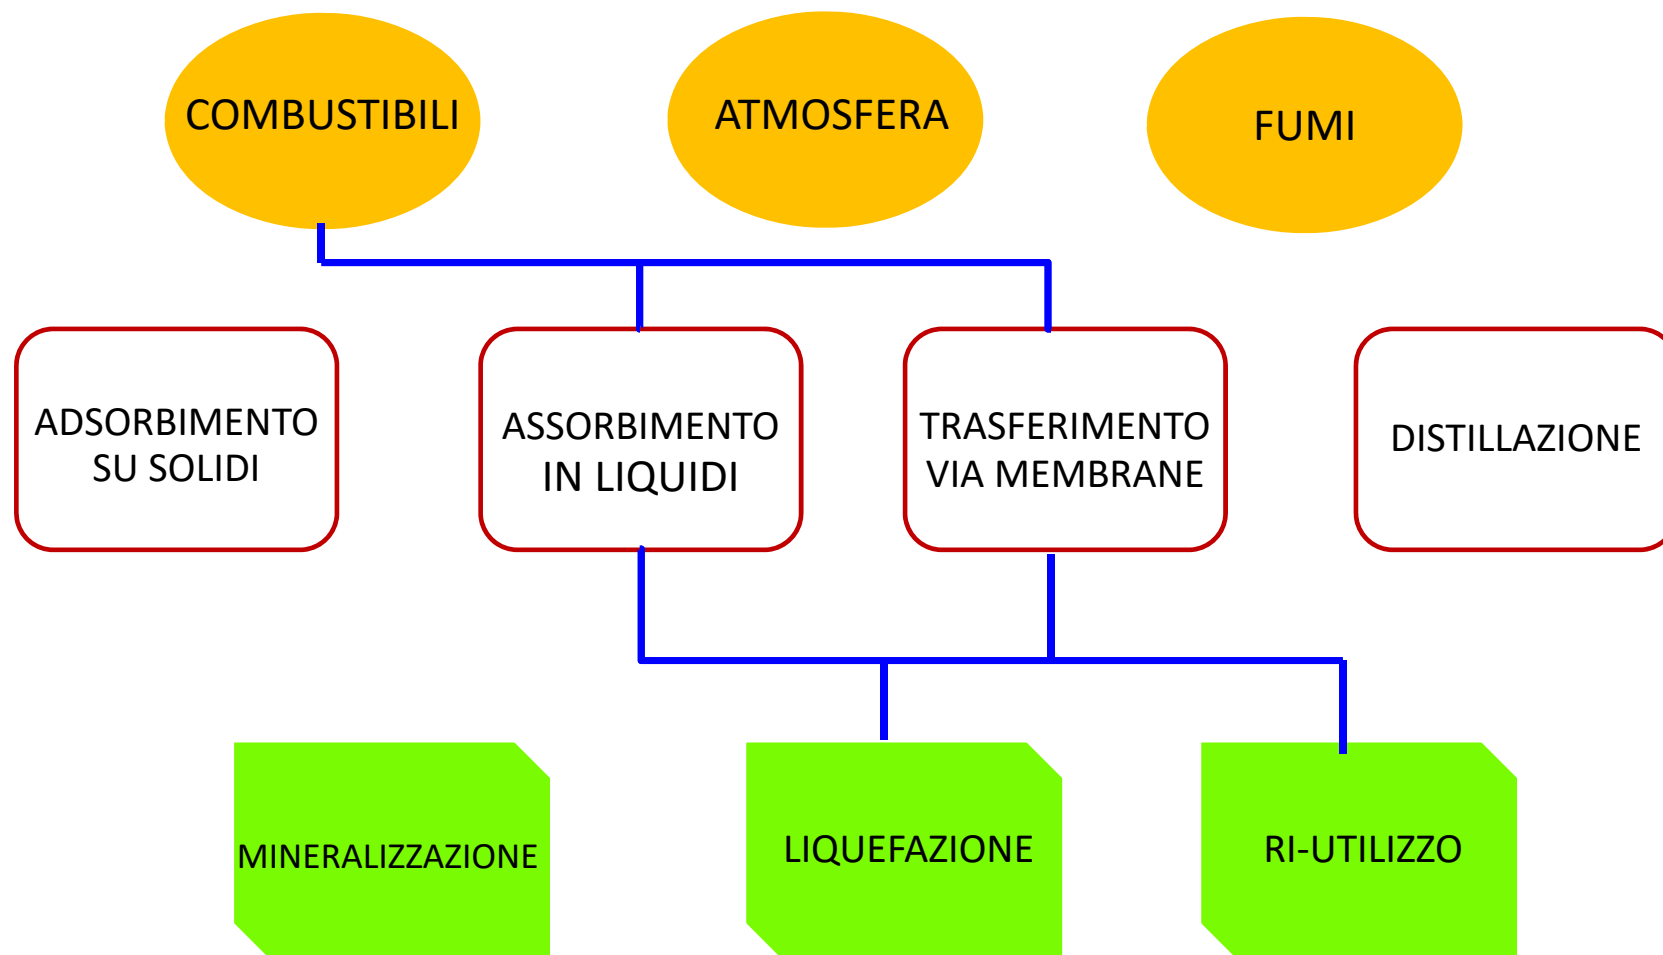 COMBUSTIBILI
ATMOSFERA
FUMI
ADSORBIMENTO
SU SOLIDI
ASSORBIMENTO
IN LIQUIDI
TRASFERIMENTO
VIA MEMBRANE
DISTILLAZIONE
MINERALIZZAZIONE
LIQUEFAZIONE
RI-UTILIZZO